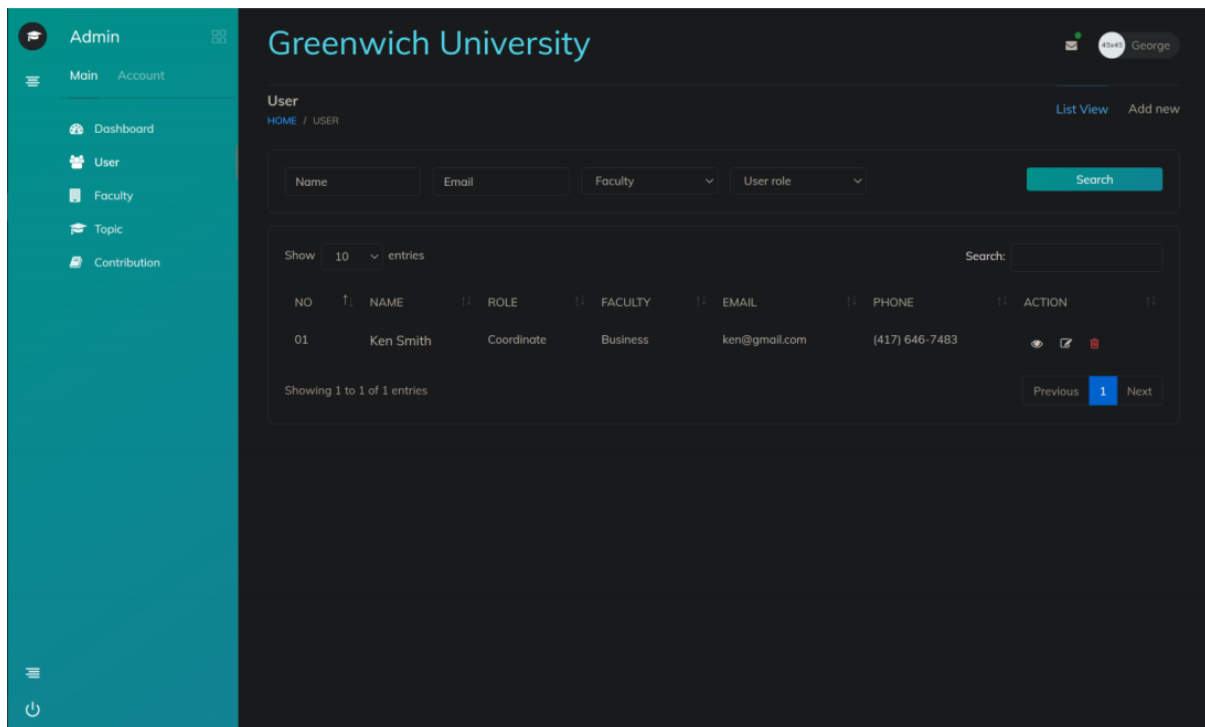 Admin
Main Account
Dashboard
User
Faculty
Topic
Contribution
Greenwich University
45x45 George
User
HOME / USER
List View Add new
Name Email Faculty User role Search
Show 10 entries Search:
NO NAME ROLE FACULTY EMAIL PHONE ACTION
01 Ken Smith Coordinate Business ken@gmail.com (417) 646-7483
Showing 1 to 1 of 1 entries Previous 1 Next